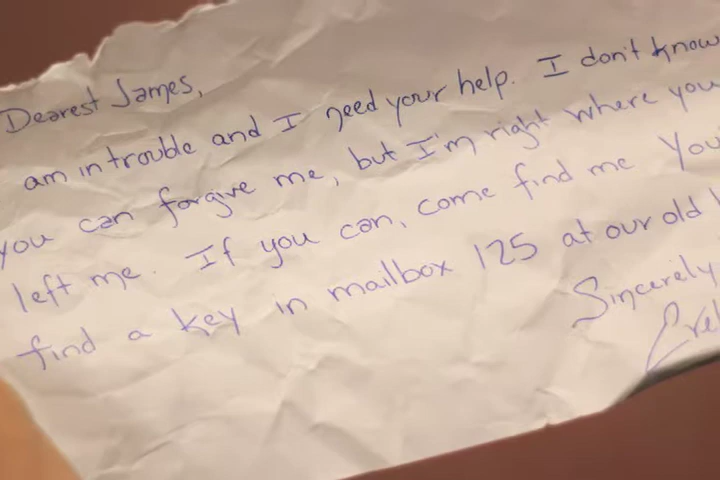 Dearest James,
am in trouble and I need your help. I don't know
you can forgive me, but I'm right where you
left me. If you can, come find me You
find a key in mailbox 125 at our old
Sincerely,